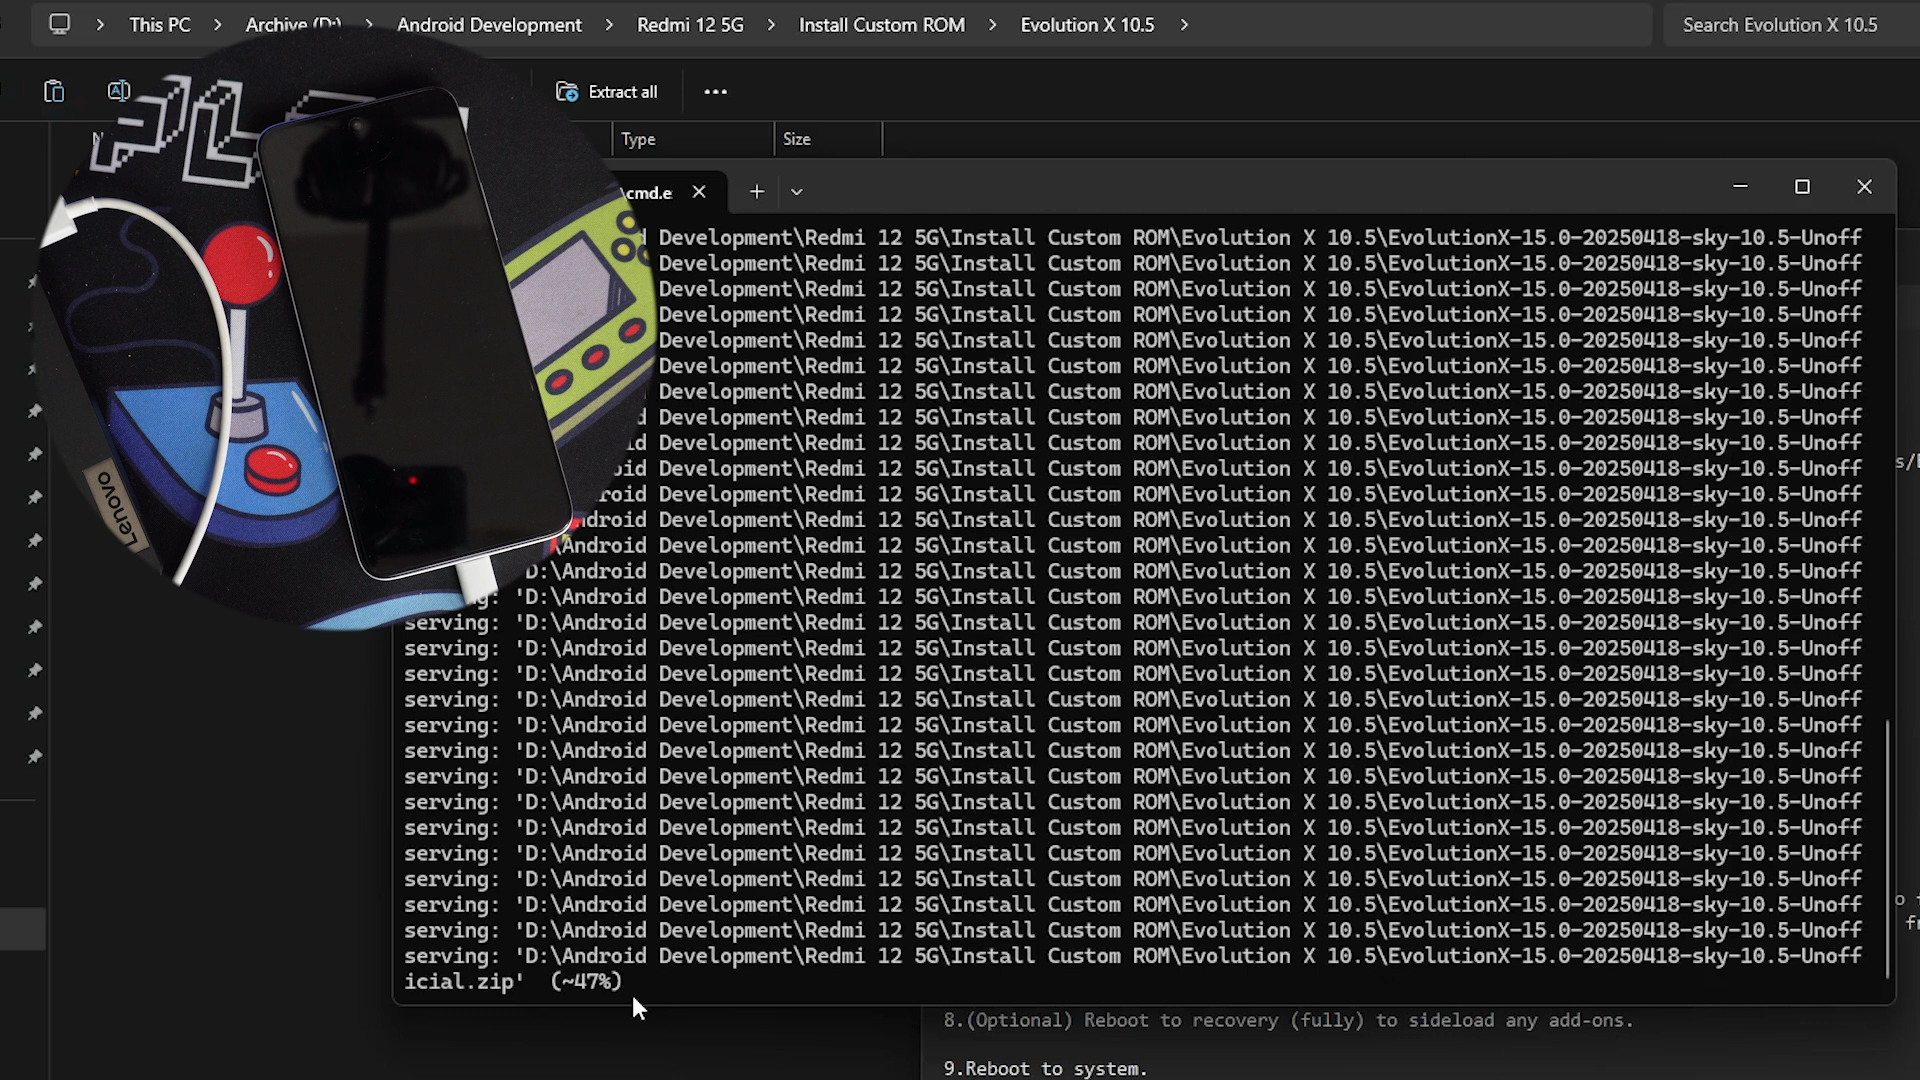 This PC > Archive (D:) > Android Development > Redmi 12 5G > Install Custom ROM > Evolution X 10.5 >
Search Evolution X 10.5
Extract all
Type
Size
cmd.e
Development\Redmi 12 5G\Install Custom ROM\Evolution X 10.5\EvolutionX-15.0-20250418-sky-10.5-Unoff
Development\Redmi 12 5G\Install Custom ROM\Evolution X 10.5\EvolutionX-15.0-20250418-sky-10.5-Unoff
Development\Redmi 12 5G\Install Custom ROM\Evolution X 10.5\EvolutionX-15.0-20250418-sky-10.5-Unoff
Development\Redmi 12 5G\Install Custom ROM\Evolution X 10.5\EvolutionX-15.0-20250418-sky-10.5-Unoff
Development\Redmi 12 5G\Install Custom ROM\Evolution X 10.5\EvolutionX-15.0-20250418-sky-10.5-Unoff
Development\Redmi 12 5G\Install Custom ROM\Evolution X 10.5\EvolutionX-15.0-20250418-sky-10.5-Unoff
Development\Redmi 12 5G\Install Custom ROM\Evolution X 10.5\EvolutionX-15.0-20250418-sky-10.5-Unoff
Development\Redmi 12 5G\Install Custom ROM\Evolution X 10.5\EvolutionX-15.0-20250418-sky-10.5-Unoff
id Development\Redmi 12 5G\Install Custom ROM\Evolution X 10.5\EvolutionX-15.0-20250418-sky-10.5-Unoff
oid Development\Redmi 12 5G\Install Custom ROM\Evolution X 10.5\EvolutionX-15.0-20250418-sky-10.5-Unoff
roid Development\Redmi 12 5G\Install Custom ROM\Evolution X 10.5\EvolutionX-15.0-20250418-sky-10.5-Unoff
droid Development\Redmi 12 5G\Install Custom ROM\Evolution X 10.5\EvolutionX-15.0-20250418-sky-10.5-Unoff
\Android Development\Redmi 12 5G\Install Custom ROM\Evolution X 10.5\EvolutionX-15.0-20250418-sky-10.5-Unoff
D:\Android Development\Redmi 12 5G\Install Custom ROM\Evolution X 10.5\EvolutionX-15.0-20250418-sky-10.5-Unoff
g: 'D:\Android Development\Redmi 12 5G\Install Custom ROM\Evolution X 10.5\EvolutionX-15.0-20250418-sky-10.5-Unoff
serving: 'D:\Android Development\Redmi 12 5G\Install Custom ROM\Evolution X 10.5\EvolutionX-15.0-20250418-sky-10.5-Unoff
serving: 'D:\Android Development\Redmi 12 5G\Install Custom ROM\Evolution X 10.5\EvolutionX-15.0-20250418-sky-10.5-Unoff
serving: 'D:\Android Development\Redmi 12 5G\Install Custom ROM\Evolution X 10.5\EvolutionX-15.0-20250418-sky-10.5-Unoff
serving: 'D:\Android Development\Redmi 12 5G\Install Custom ROM\Evolution X 10.5\EvolutionX-15.0-20250418-sky-10.5-Unoff
serving: 'D:\Android Development\Redmi 12 5G\Install Custom ROM\Evolution X 10.5\EvolutionX-15.0-20250418-sky-10.5-Unoff
serving: 'D:\Android Development\Redmi 12 5G\Install Custom ROM\Evolution X 10.5\EvolutionX-15.0-20250418-sky-10.5-Unoff
serving: 'D:\Android Development\Redmi 12 5G\Install Custom ROM\Evolution X 10.5\EvolutionX-15.0-20250418-sky-10.5-Unoff
serving: 'D:\Android Development\Redmi 12 5G\Install Custom ROM\Evolution X 10.5\EvolutionX-15.0-20250418-sky-10.5-Unoff
serving: 'D:\Android Development\Redmi 12 5G\Install Custom ROM\Evolution X 10.5\EvolutionX-15.0-20250418-sky-10.5-Unoff
serving: 'D:\Android Development\Redmi 12 5G\Install Custom ROM\Evolution X 10.5\EvolutionX-15.0-20250418-sky-10.5-Unoff
serving: 'D:\Android Development\Redmi 12 5G\Install Custom ROM\Evolution X 10.5\EvolutionX-15.0-20250418-sky-10.5-Unoff
serving: 'D:\Android Development\Redmi 12 5G\Install Custom ROM\Evolution X 10.5\EvolutionX-15.0-20250418-sky-10.5-Unoff
serving: 'D:\Android Development\Redmi 12 5G\Install Custom ROM\Evolution X 10.5\EvolutionX-15.0-20250418-sky-10.5-Unoff
serving: 'D:\Android Development\Redmi 12 5G\Install Custom ROM\Evolution X 10.5\EvolutionX-15.0-20250418-sky-10.5-Unoff
icial.zip' (~47%)
8.(Optional) Reboot to recovery (fully) to sideload any add-ons.
9.Reboot to system.
Lenovo